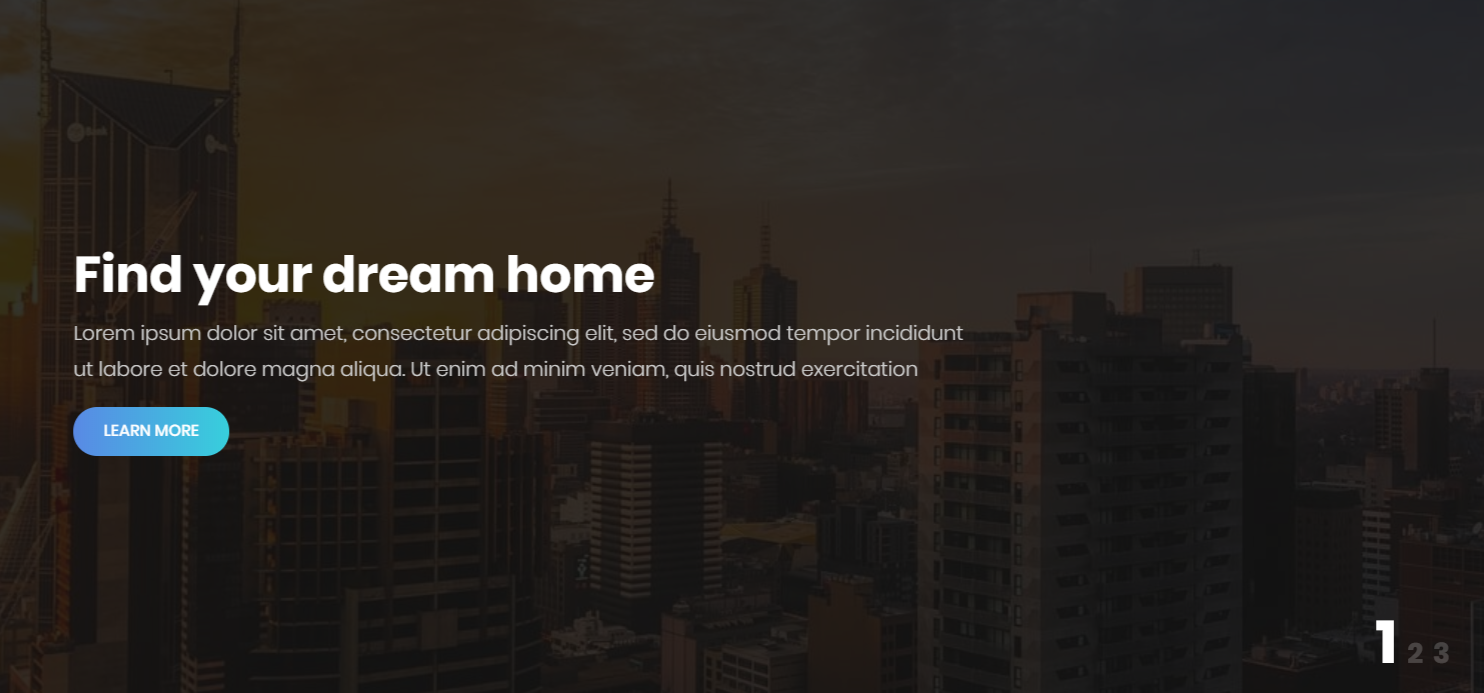 Find your dream home
Lorem ipsum dolor sit amet, consectetur adipiscing elit, sed do eiusmod tempor incididunt
ut labore et dolore magna aliqua. Ut enim ad minim veniam, quis nostrud exercitation
LEARN MORE
1 2 3